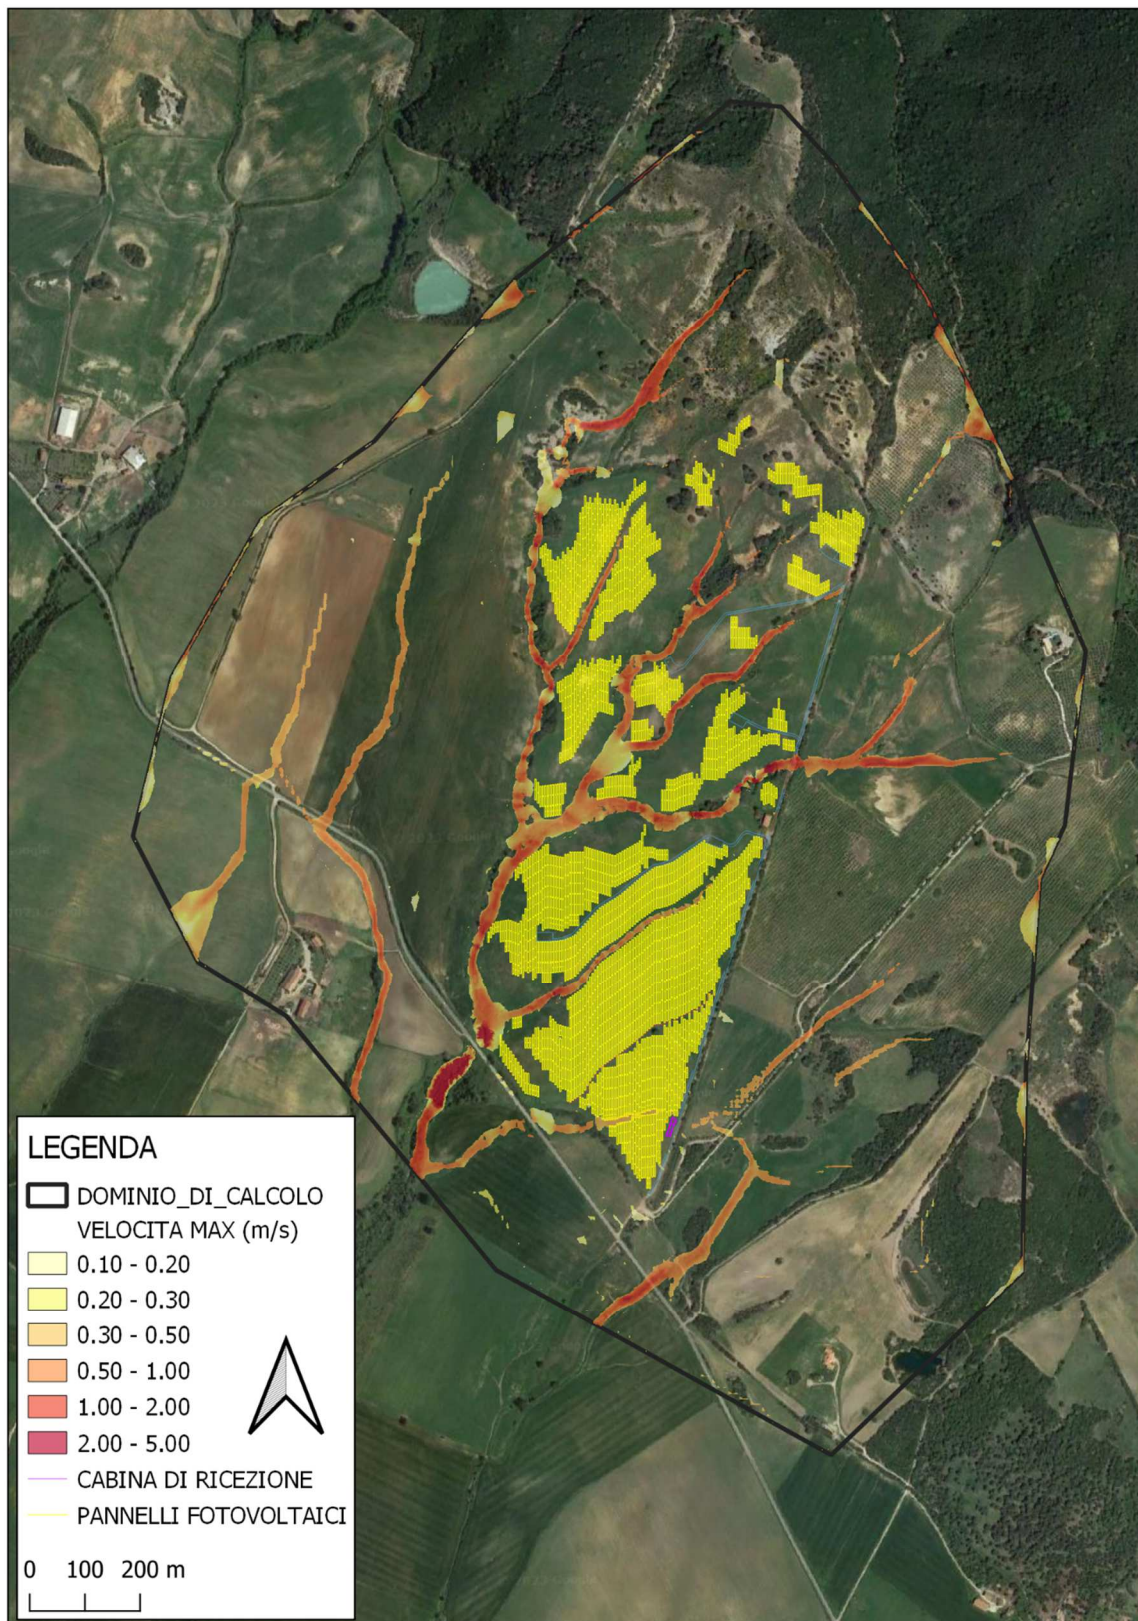 LEGENDA
DOMINIO_DI_CALCOLO
VELOCITA MAX (m/s)
0.10 - 0.20
0.20 - 0.30
0.30 - 0.50
0.50 - 1.00
1.00 - 2.00
2.00 - 5.00
CABINA DI RICEZIONE
PANNELLI FOTOVOLTAICI
0 100 200 m